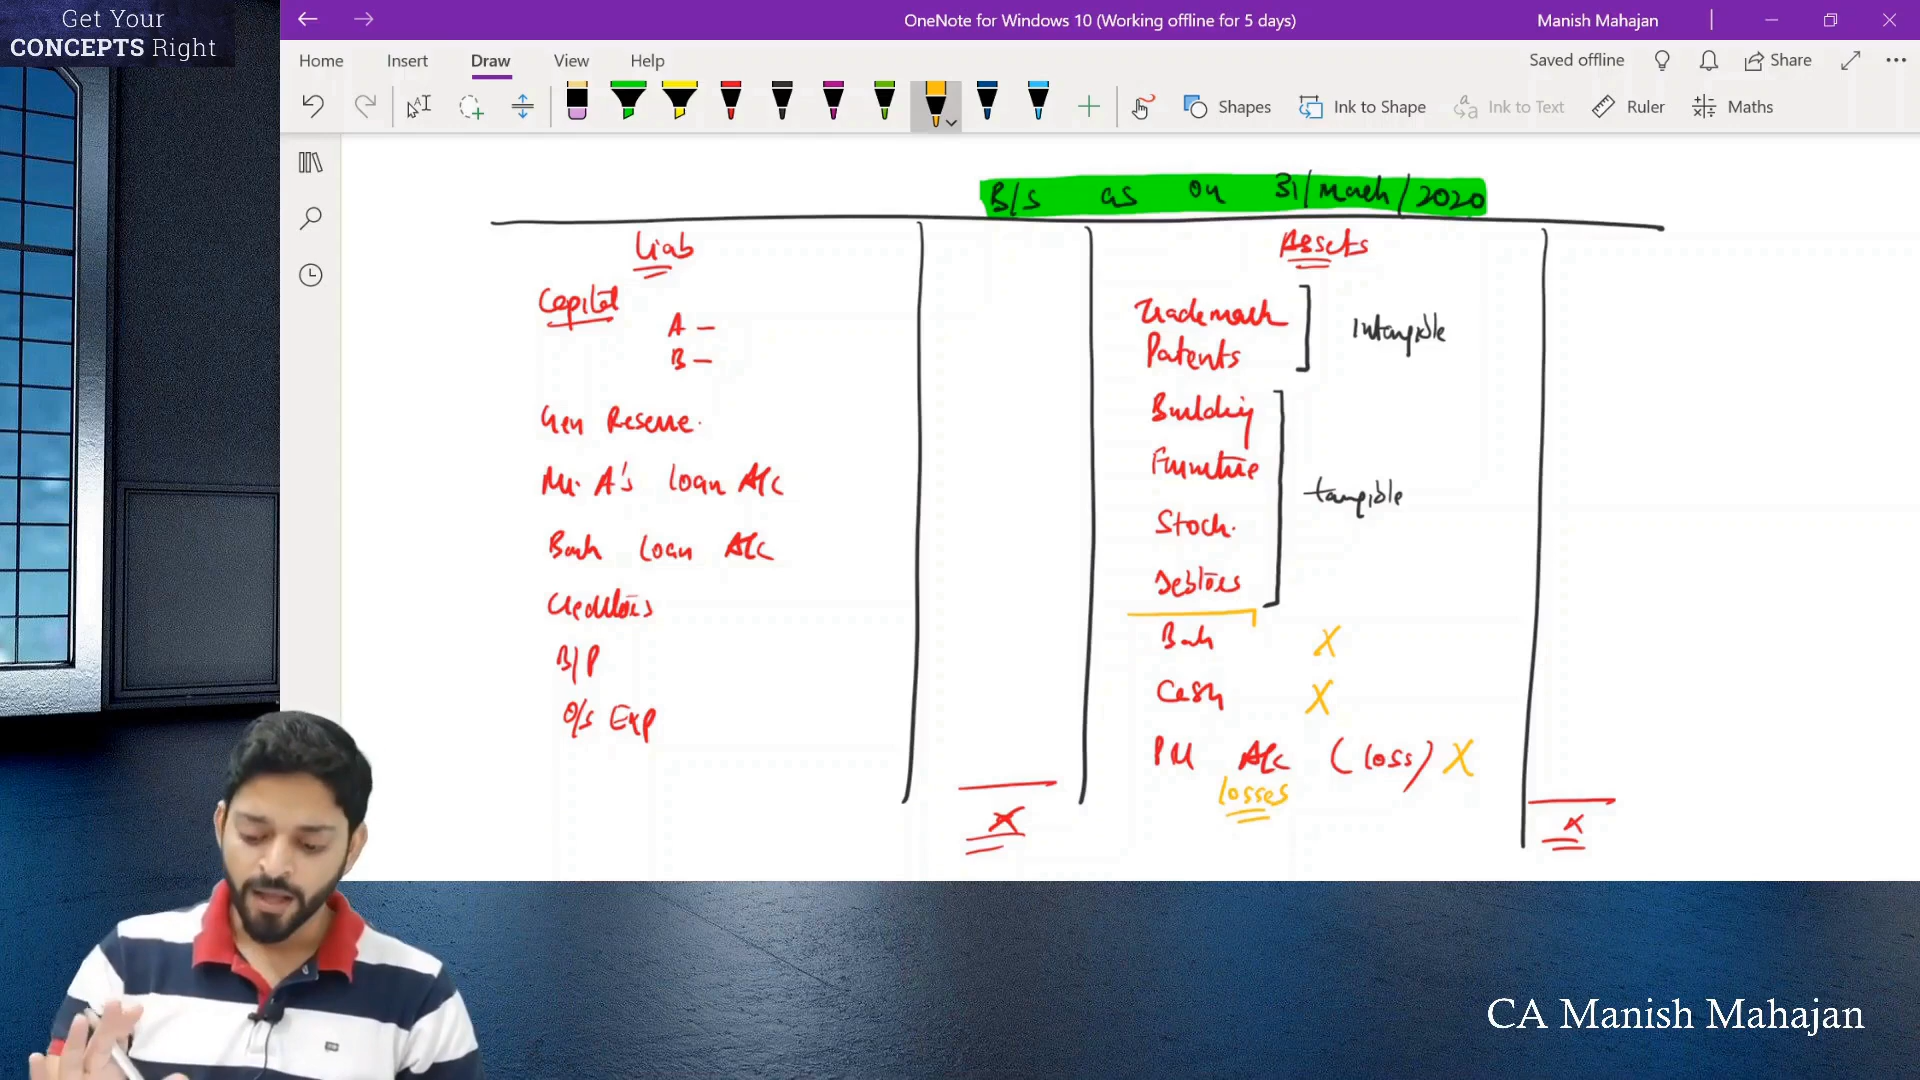 Get Your
CONCEPTS Right
OneNote for Windows 10 (Working offline for 5 days)
Manish Mahajan
Home Insert Draw View Help
Saved offline
Share
Shapes
Ink to Shape
Ink to Text
Ruler
Maths
B/S as on 31/March/2020
Liab
Assets
Capital
A –
B –
Gen Reserve.
Mr. A's loan A/c
Bank loan A/c
Creditors
B/P
O/s Exp
X
Trademark
Patents
Intangible
Building
Furniture
Stock.
Debtors
tangible
Bank X
Cash X
P&L A/c (loss) X
losses
X
CA Manish Mahajan